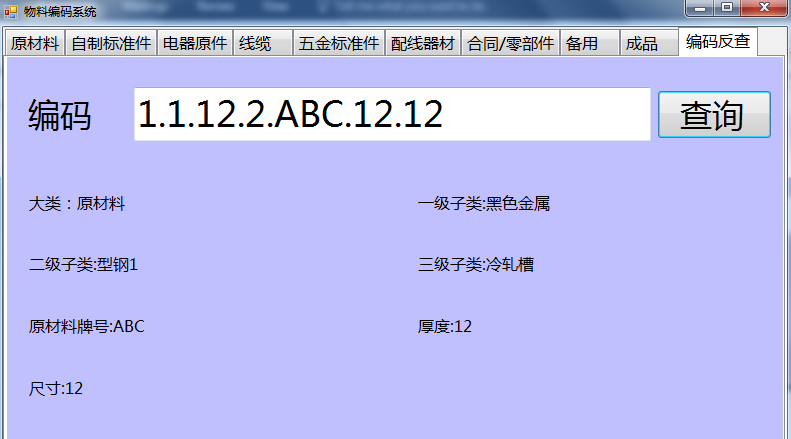 物料编码系统
原材料 自制标准件 电器原件 线缆 五金标准件 配线器材 合同/零部件 备用 成品 编码反查
编码 1.1.12.2.ABC.12.12 查询
大类：原材料 一级子类:黑色金属
二级子类:型钢1 三级子类:冷轧槽
原材料牌号:ABC 厚度:12
尺寸:12